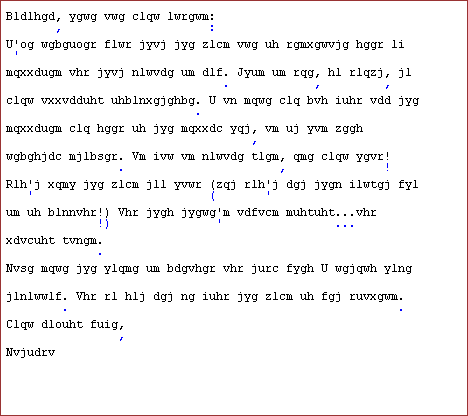 Bldlhgd, ygwg vwg clqw lwrgwm:
U'og wgbguogr flwr jyvj jyg zlcm vwg uh rgmxgwvjg hggr li
mqxxdugm vhr jyvj nlwvdg um dlf. Jyum um rqg, hl rlqzj, jl
clqw vxxvdduht uhblnxgjghbg. U vn mqwg clq bvh iuhr vdd jyg
mqxxdugm clq hggr uh jyg mqxxdc yqj, vm uj yvm zggh
wgbghjdc mjlbsgr. Vm ivw vm nlwvdg tlgm, qmg clqw ygvr!
Rlh'j xqmy jyg zlcm jll yvwr (zqj rlh'j dgj jygn ilwtgj fyl
um uh blnnvhr!) Vhr jygh jygwg'm vdfvcm muhtuht...vhr
xdvcuht tvngm.
Nvsg mqwg jyg ylqmg um bdgvhgr vhr jurc fygh U wgjqwh ylng
jlnlwwlf. Vhr rl hlj dgj ng iuhr jyg zlcm uh fgj ruvxgwm.
Clqw dlouht fuig,
Nvjudrv